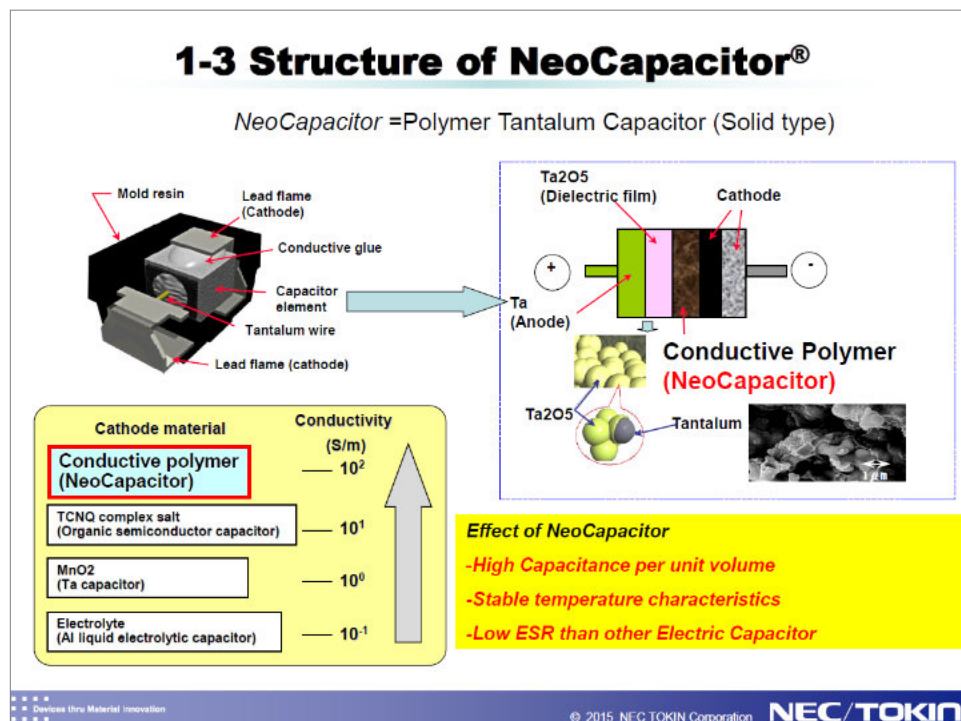 1-3 Structure of NeoCapacitor®
NeoCapacitor =Polymer Tantalum Capacitor (Solid type)
Mold resin
Lead flame
(Cathode)
Conductive glue
Capacitor
element
Tantalum wire
Lead flame (cathode)
Ta2O5
(Dielectric film)
Cathode
+
-
Ta
(Anode)
Conductive Polymer
(NeoCapacitor)
Ta2O5
Tantalum
1μm
Cathode material
Conductivity
(S/m)
Conductive polymer
(NeoCapacitor)
10²
TCNQ complex salt
(Organic semiconductor capacitor)
10¹
MnO2
(Ta capacitor)
10⁰
Electrolyte
(Al liquid electrolytic capacitor)
10⁻¹
Effect of NeoCapacitor
-High Capacitance per unit volume
-Stable temperature characteristics
-Low ESR than other Electric Capacitor
Devices thru Material Innovation
© 2015 NEC TOKIN Corporation
NEC/TOKIN